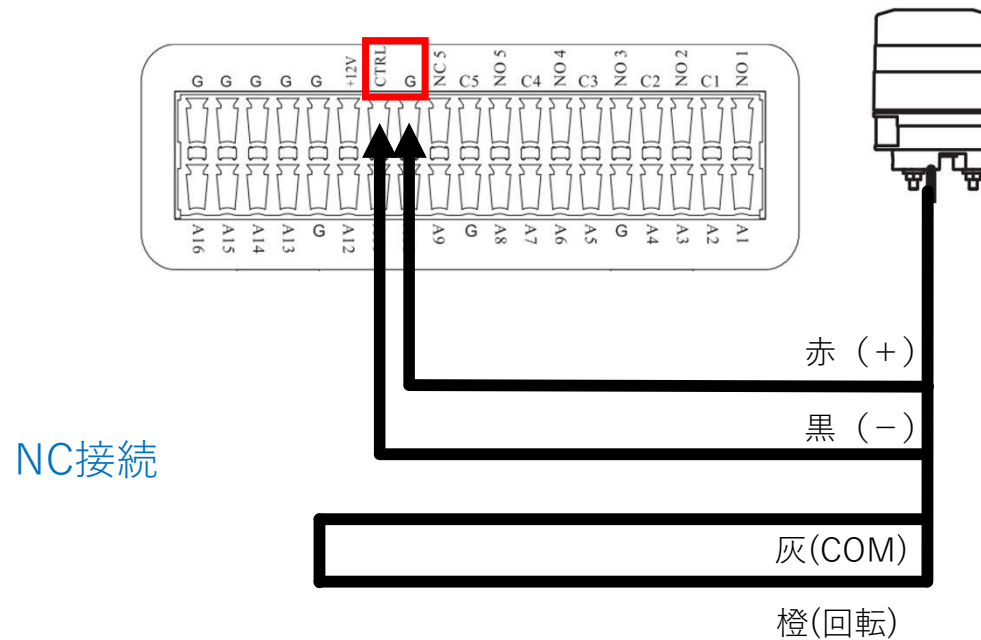 G G G G G +12V CTRL G NC5 C5 NO5 C4 NO4 C3 NO3 C2 NO2 C1 NO1
A16 A15 A14 A13 G A12 A9 G A8 A7 A6 A5 G A4 A3 A2 A1
赤（+）
黒（−）
NC接続
灰(COM)
橙(回転)